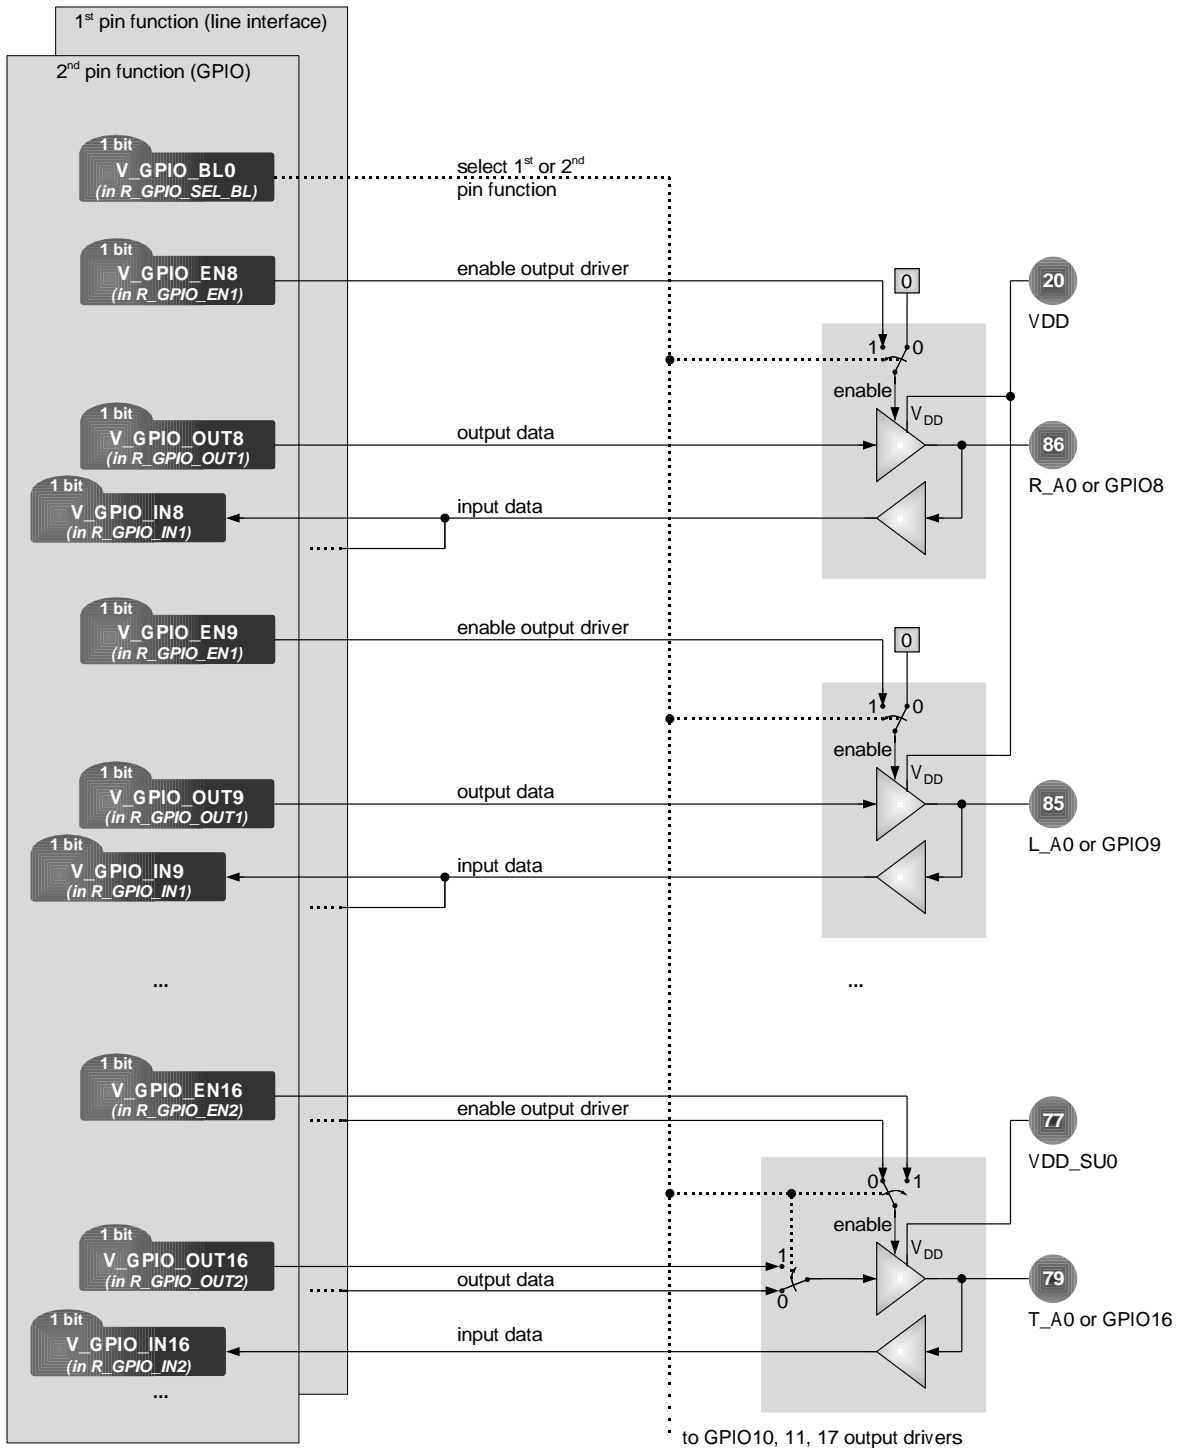 1st pin function (line interface)
2nd pin function (GPIO)
1 bit
V_GPIO_BL0
(in R_GPIO_SEL_BL)
select 1st or 2nd
pin function
1 bit
V_GPIO_EN8
(in R_GPIO_EN1)
enable output driver
0
20
VDD
1 0
enable
VDD
1 bit
V_GPIO_OUT8
(in R_GPIO_OUT1)
output data
86
R_A0 or GPIO8
1 bit
V_GPIO_IN8
(in R_GPIO_IN1)
input data
1 bit
V_GPIO_EN9
(in R_GPIO_EN1)
enable output driver
0
1 0
enable
VDD
1 bit
V_GPIO_OUT9
(in R_GPIO_OUT1)
output data
85
L_A0 or GPIO9
1 bit
V_GPIO_IN9
(in R_GPIO_IN1)
input data
... ...
1 bit
V_GPIO_EN16
(in R_GPIO_EN2)
enable output driver
77
VDD_SU0
0 1
enable
VDD
1 bit
V_GPIO_OUT16
(in R_GPIO_OUT2)
output data
1
0
79
T_A0 or GPIO16
1 bit
V_GPIO_IN16
(in R_GPIO_IN2)
input data
...
to GPIO10, 11, 17 output drivers